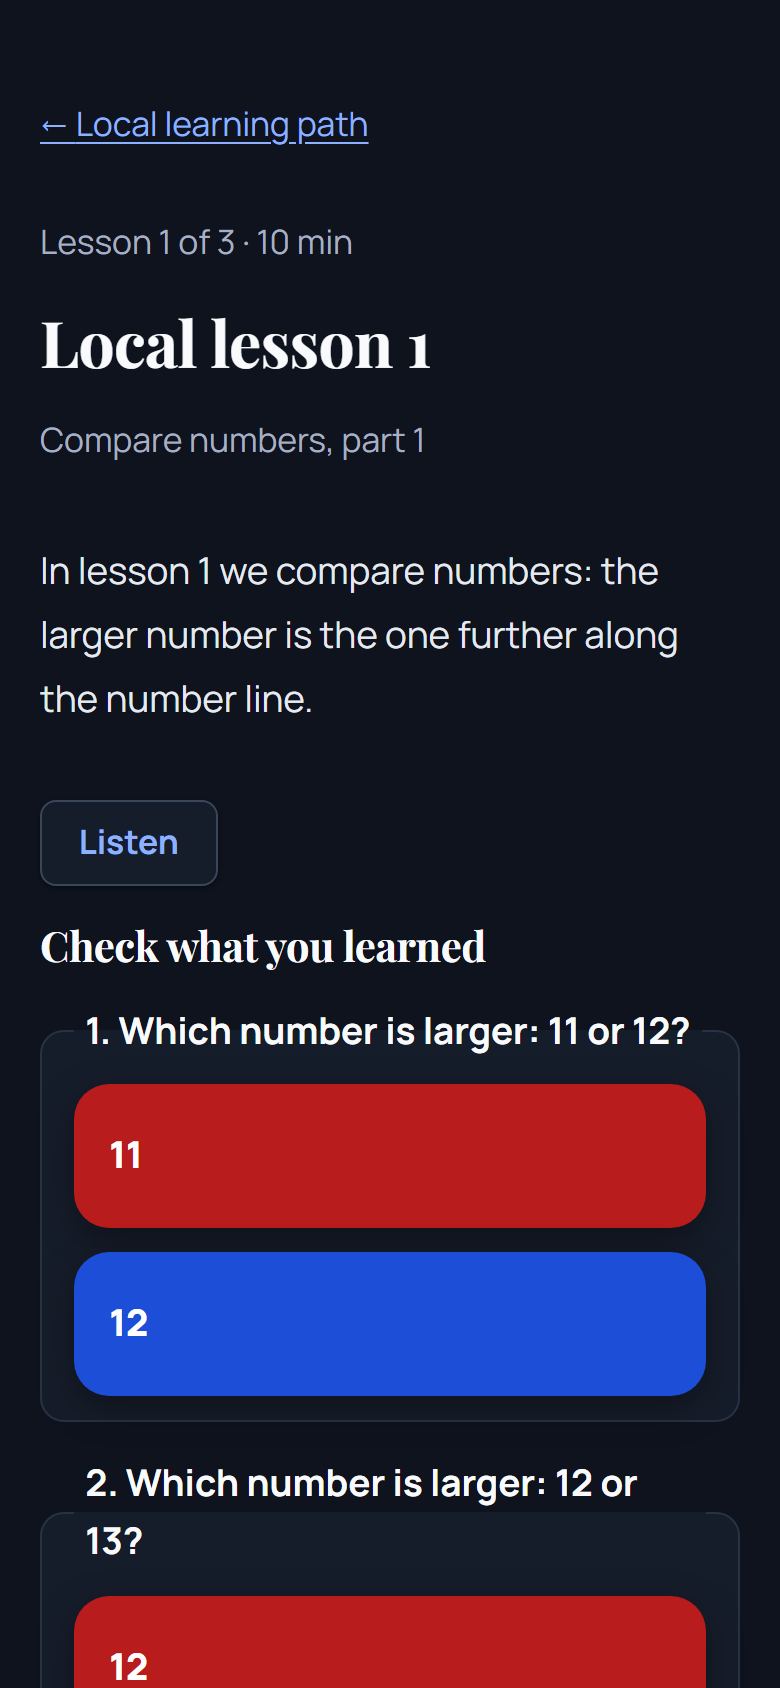 ← Local learning path
Lesson 1 of 3 · 10 min
Local lesson 1
Compare numbers, part 1
In lesson 1 we compare numbers: the
larger number is the one further along
the number line.
Listen
Check what you learned
1. Which number is larger: 11 or 12?
11
12
2. Which number is larger: 12 or
13?
12